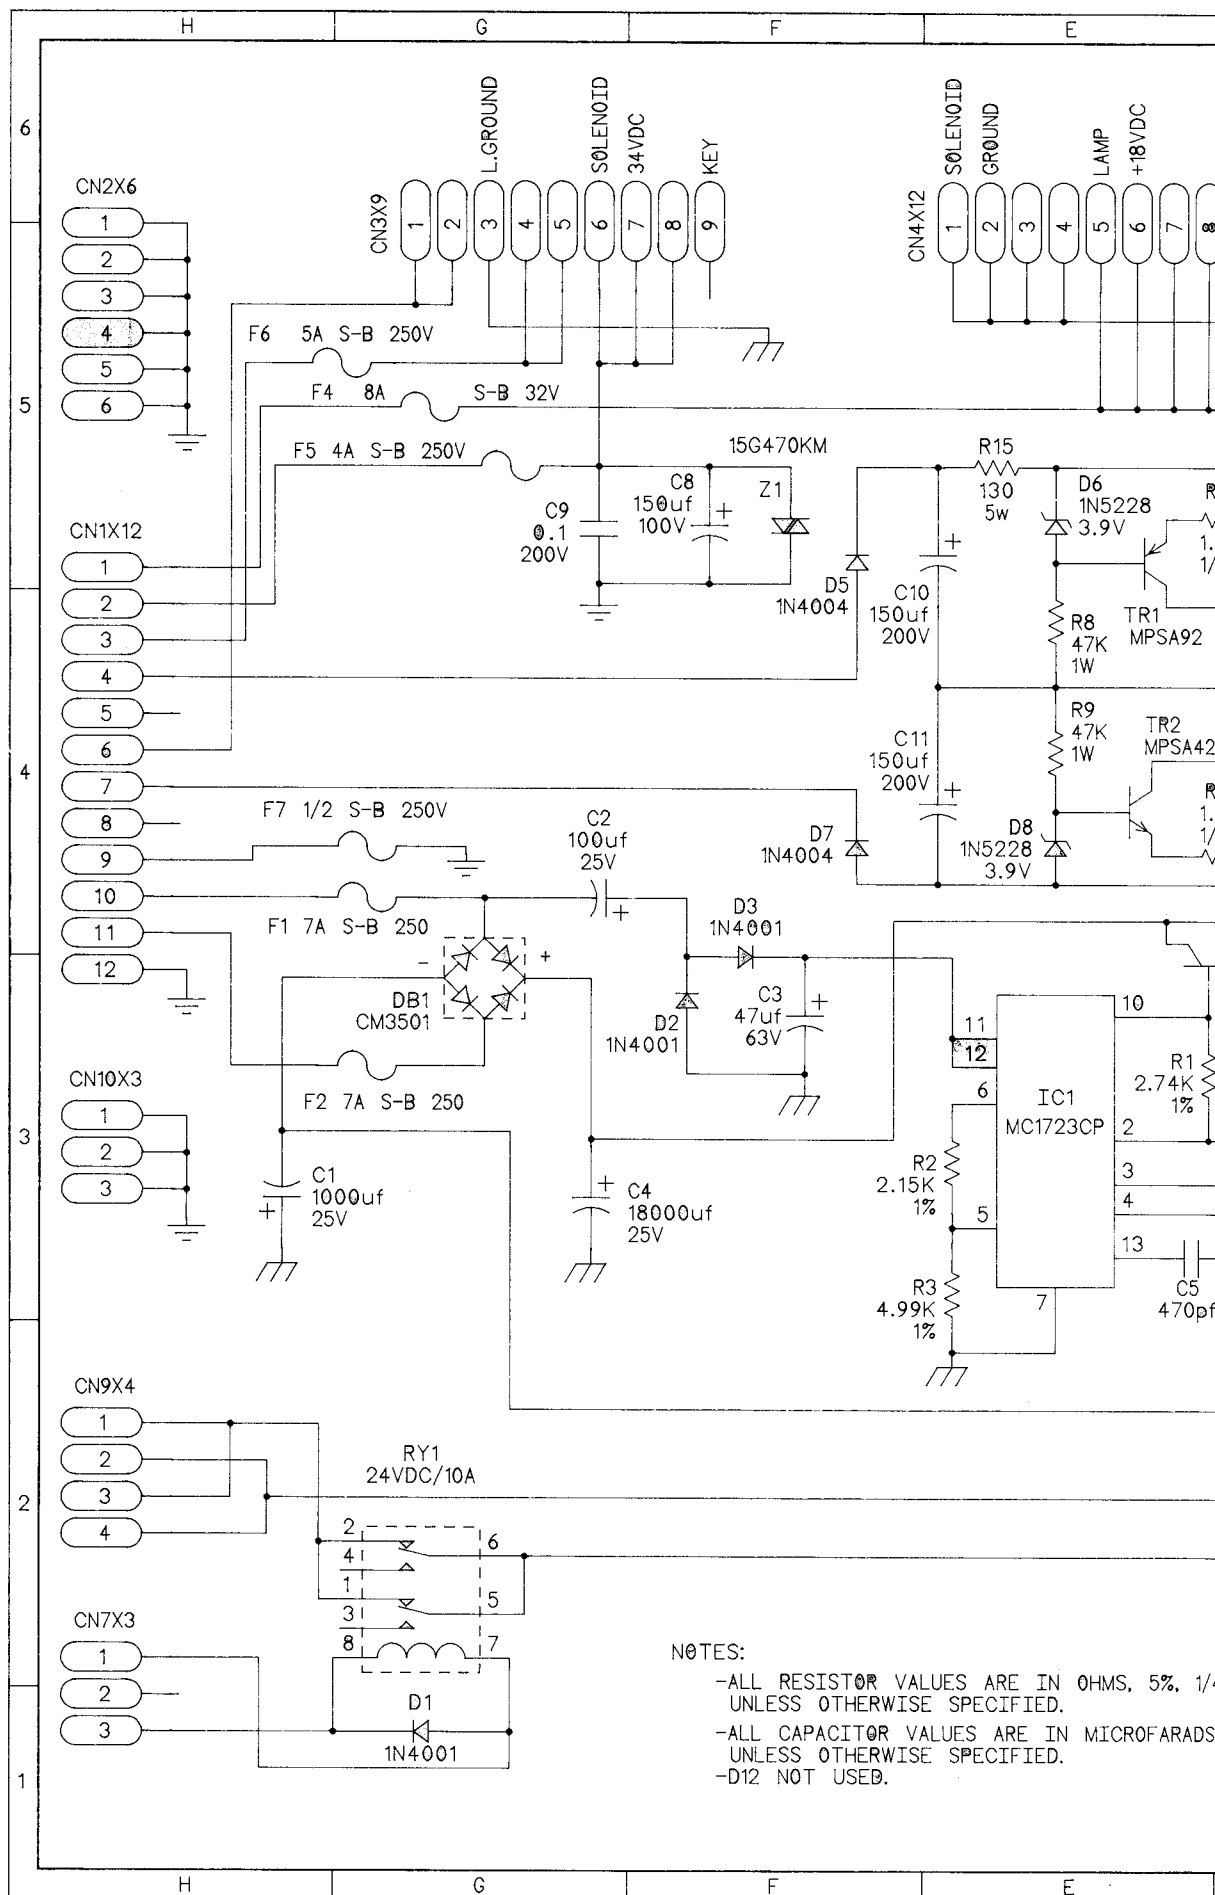 H G F E
6
5
4
3
2
1
CN2X6
1
2
3
4
5
6
CN3X9
1
2
3
4
5
6
7
8
9
L.GROUND
SOLENOID
34VDC
KEY
CN4X12
1
2
3
4
5
6
7
8
SOLENOID
GROUND
LAMP
+18VDC
F6 5A S-B 250V
F4 8A S-B 32V
F5 4A S-B 250V
15G470KM
Z1
C8
150uf
100V
+
C9
0.1
200V
R15
130
5w
D6
1N5228
3.9V
CN1X12
1
2
3
4
5
6
7
8
9
10
11
12
D5
1N4004
C10
150uf
200V
+
R8
47K
1W
TR1
MPSA92
R9
47K
1W
TR2
MPSA42
C11
150uf
200V
+
F7 1/2 S-B 250V
C2
100uf
25V
+
D7
1N4004
D8
1N5228
3.9V
F1 7A S-B 250
D3
1N4001
- +
DB1
CM3501
D2
1N4001
C3
47uf
63V
+
F2 7A S-B 250
11
12
6
5
10
2
3
4
13
7
IC1
MC1723CP
R1
2.74K
1%
R2
2.15K
1%
R3
4.99K
1%
C5
470pf
CN10X3
1
2
3
C1
1000uf
25V
+
C4
18000uf
25V
+
CN9X4
1
2
3
4
RY1
24VDC/10A
2
4
1
3
8
6
5
7
CN7X3
1
2
3
D1
1N4001
NOTES:
-ALL RESISTOR VALUES ARE IN OHMS, 5%,
UNLESS OTHERWISE SPECIFIED.
-ALL CAPACITOR VALUES ARE IN MICROFARADS
UNLESS OTHERWISE SPECIFIED.
-D12 NOT USED.
H G F E